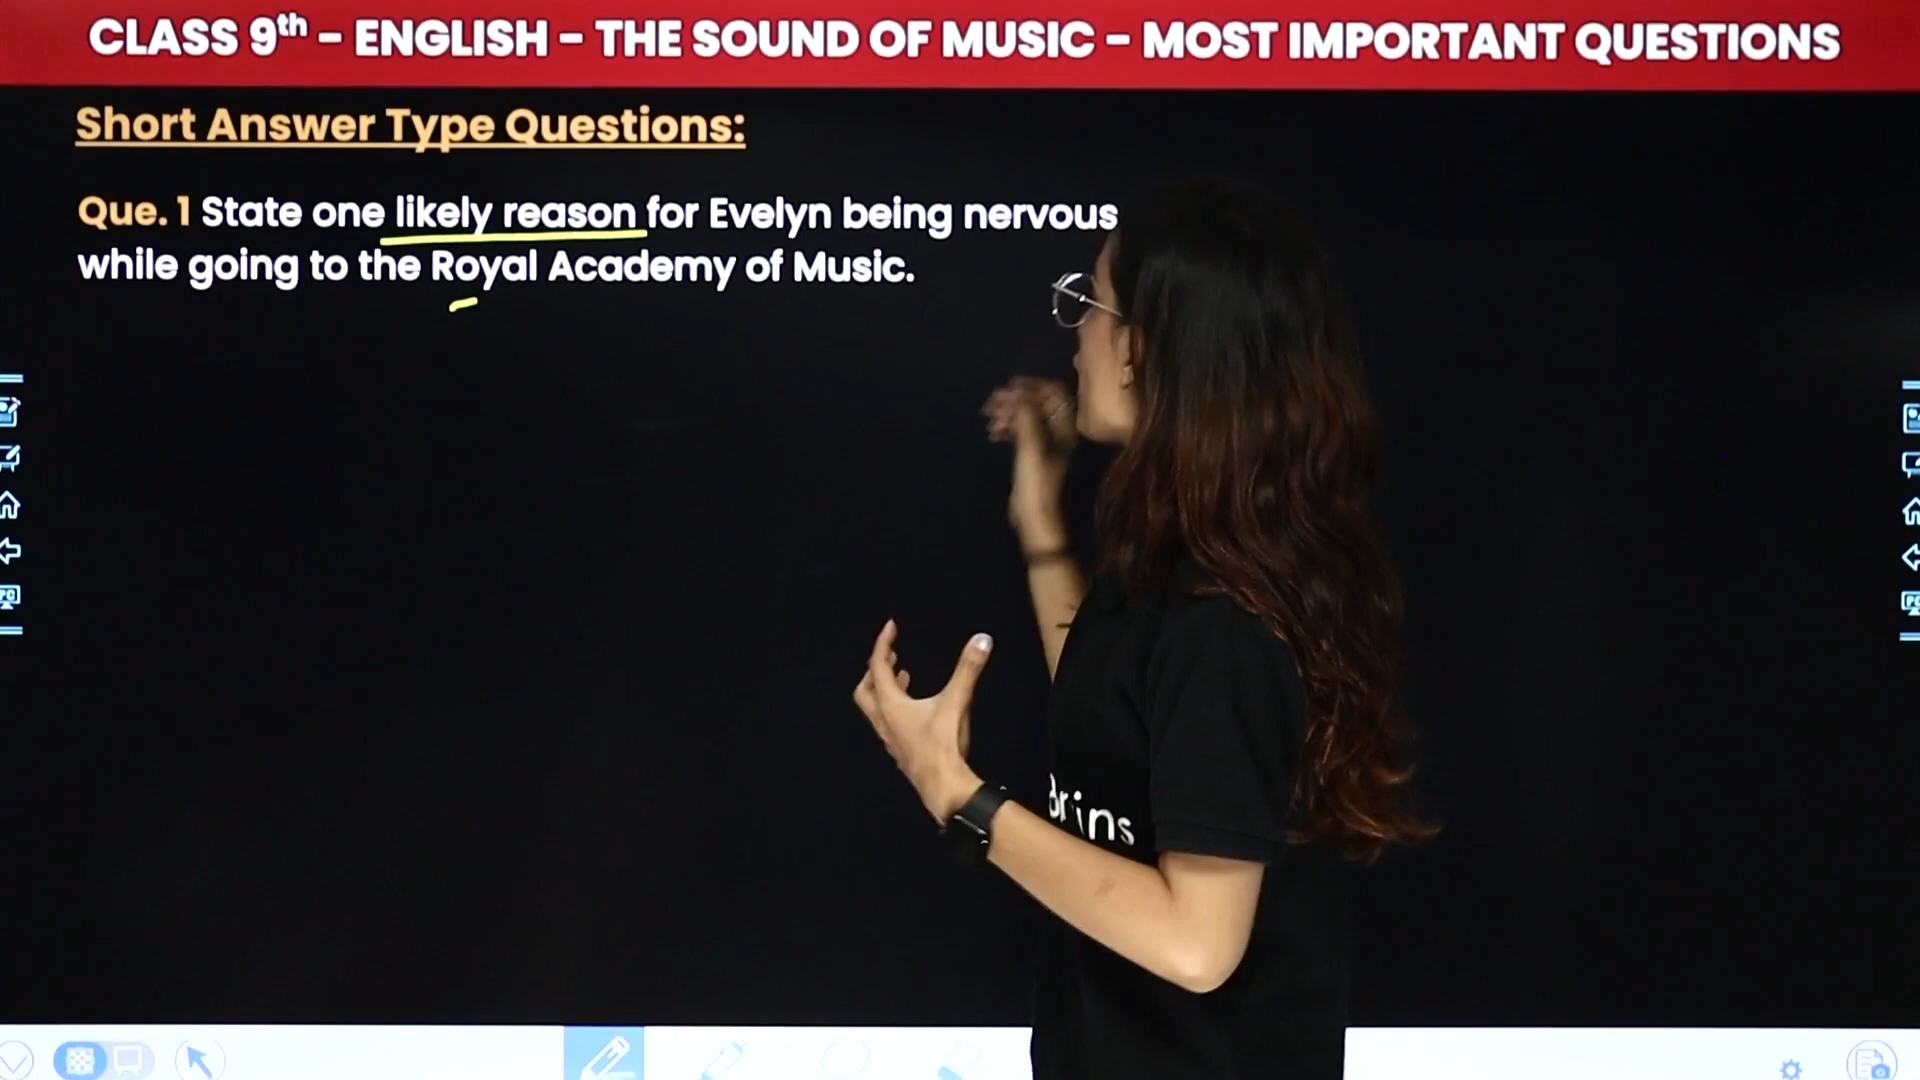 CLASS 9th - ENGLISH - THE SOUND OF MUSIC - MOST IMPORTANT QUESTIONS
Short Answer Type Questions:
Que. 1 State one likely reason for Evelyn being nervous
while going to the Royal Academy of Music.